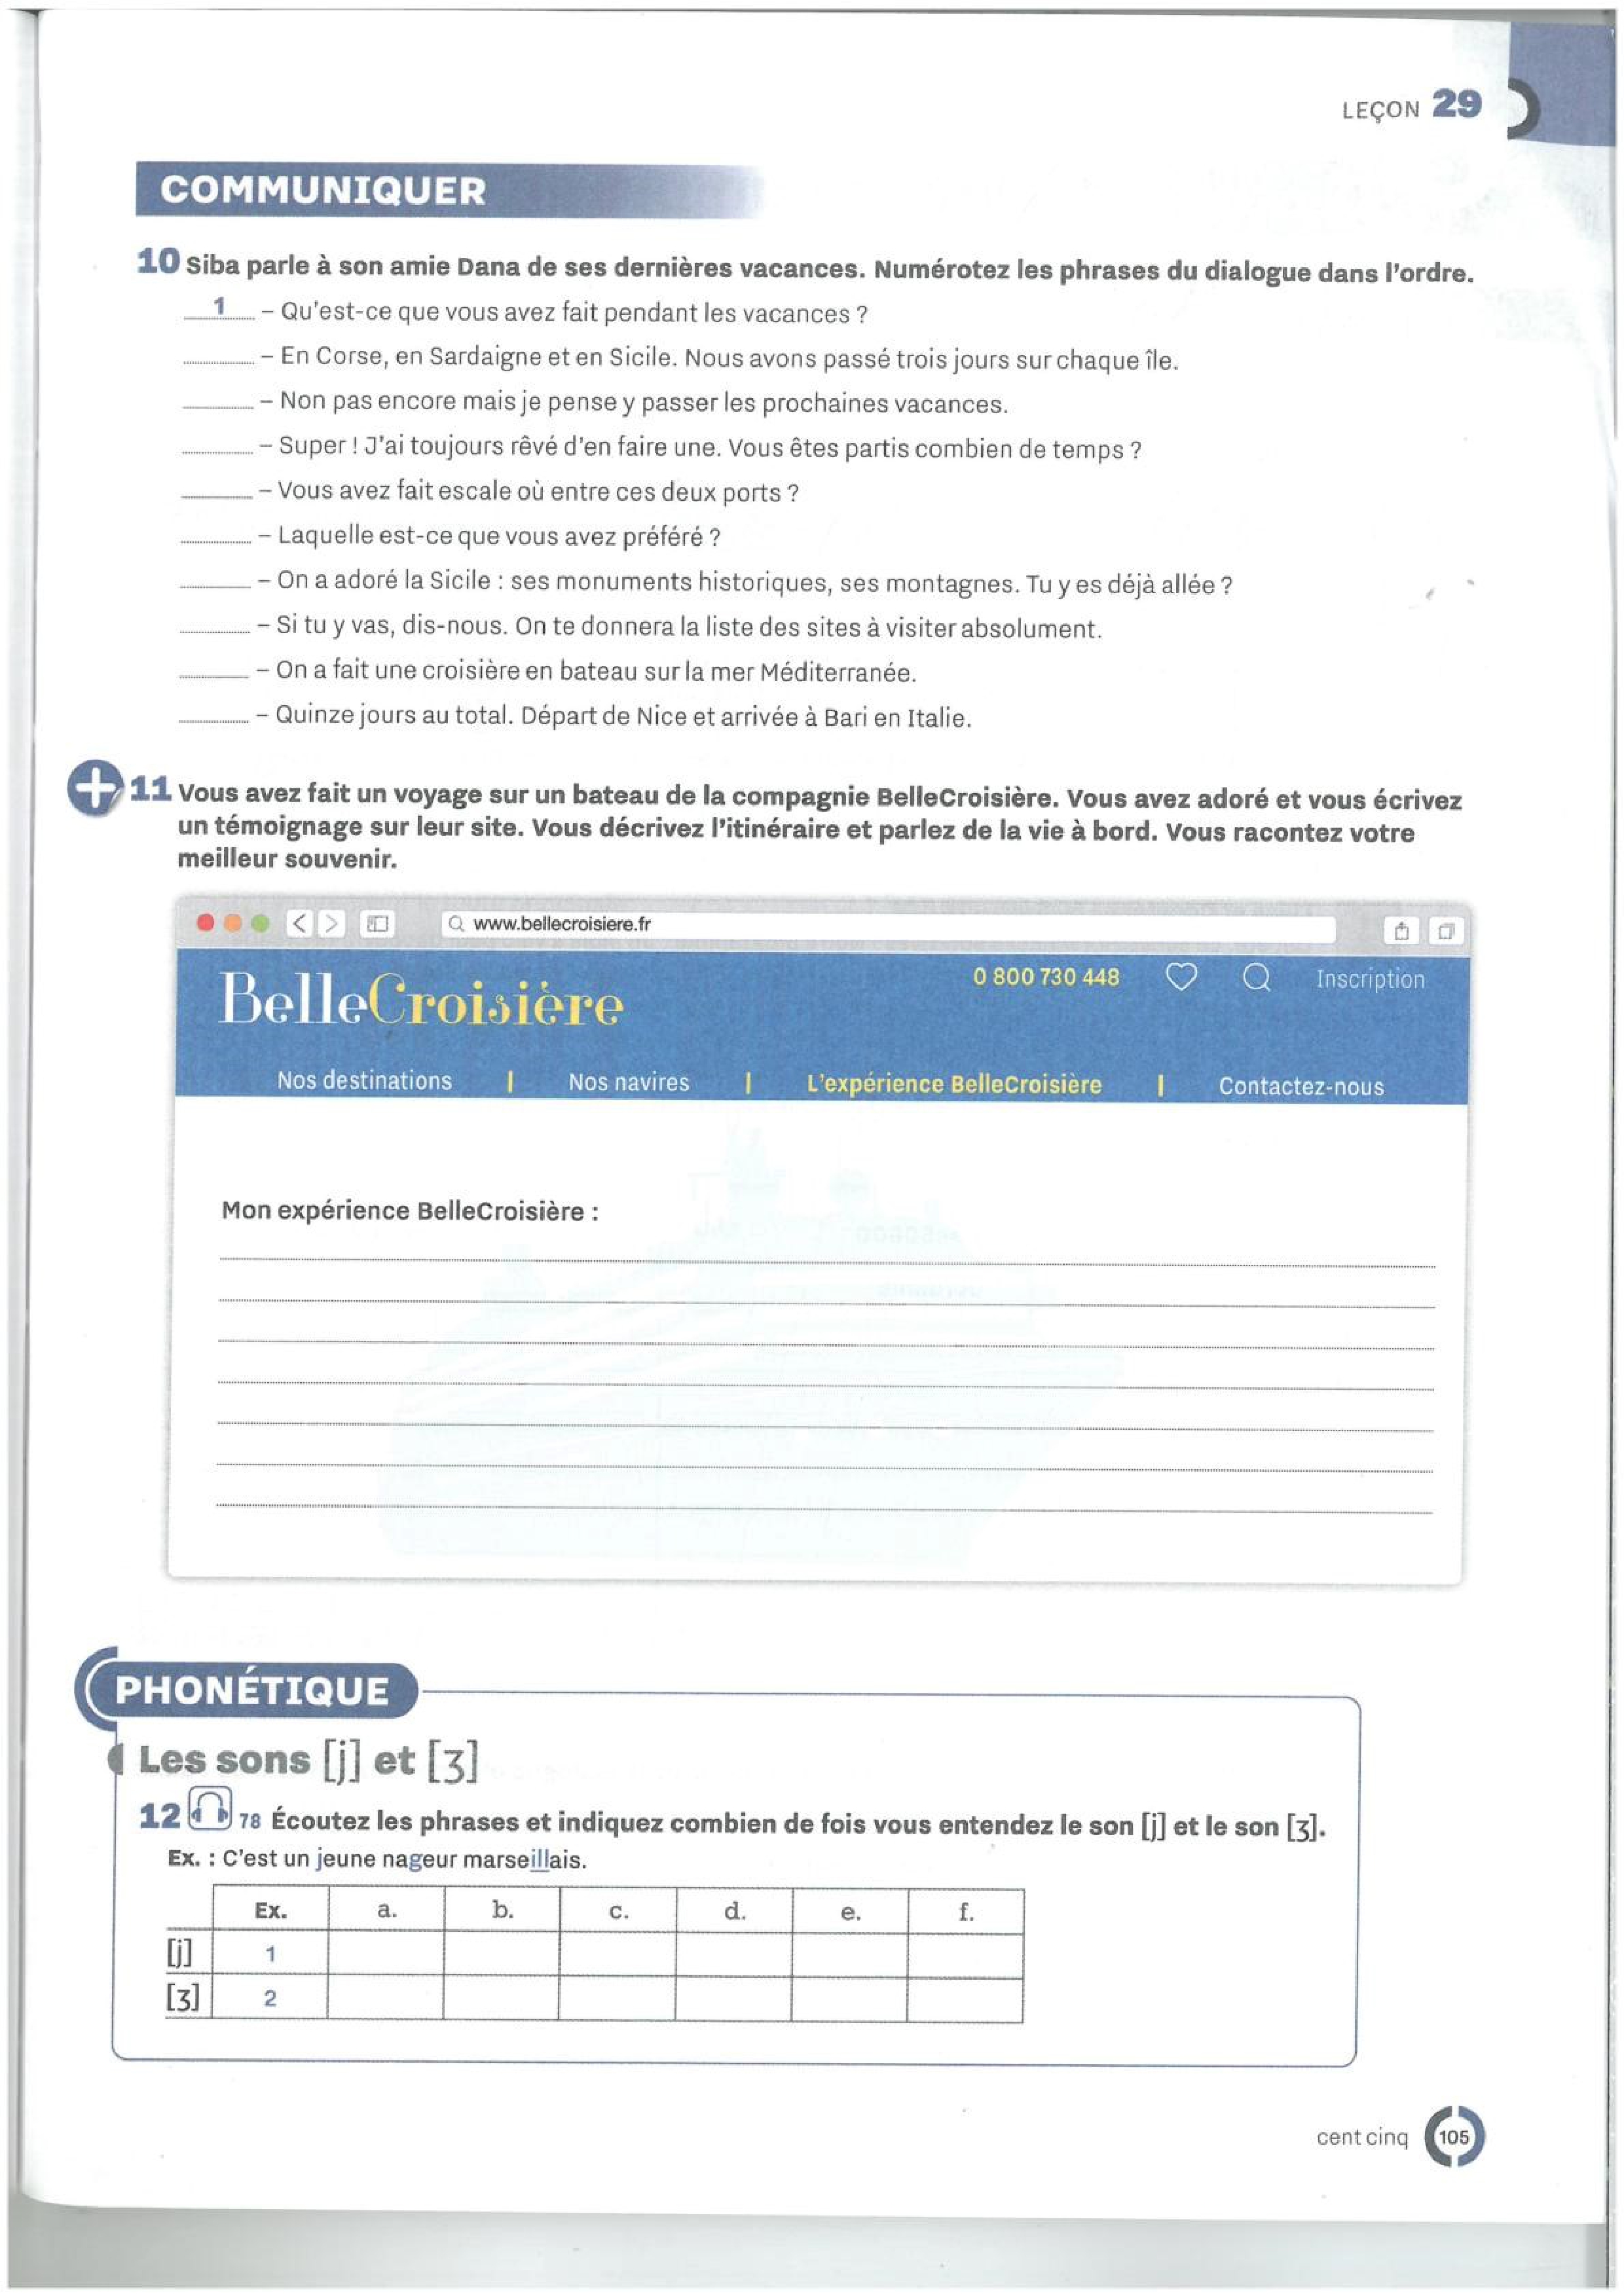 LEÇON 29
COMMUNIQUER
10 Siba parle à son amie Dana de ses dernières vacances. Numérotez les phrases du dialogue dans l'ordre.
1 – Qu'est-ce que vous avez fait pendant les vacances ?
– En Corse, en Sardaigne et en Sicile. Nous avons passé trois jours sur chaque île.
– Non pas encore mais je pense y passer les prochaines vacances.
– Super ! J'ai toujours rêvé d'en faire une. Vous êtes partis combien de temps ?
– Vous avez fait escale où entre ces deux ports ?
– Laquelle est-ce que vous avez préféré ?
– On a adoré la Sicile : ses monuments historiques, ses montagnes. Tu y es déjà allée ?
– Si tu y vas, dis-nous. On te donnera la liste des sites à visiter absolument.
– On a fait une croisière en bateau sur la mer Méditerranée.
– Quinze jours au total. Départ de Nice et arrivée à Bari en Italie.
+ 11 Vous avez fait un voyage sur un bateau de la compagnie BelleCroisière. Vous avez adoré et vous écrivez
un témoignage sur leur site. Vous décrivez l'itinéraire et parlez de la vie à bord. Vous racontez votre
meilleur souvenir.
www.bellecroisiere.fr
BelleCroisière 0 800 730 448 Inscription
Nos destinations | Nos navires | L'expérience BelleCroisière | Contactez-nous
Mon expérience BelleCroisière :
PHONÉTIQUE
Les sons [j] et [ʒ]
12 78 Écoutez les phrases et indiquez combien de fois vous entendez le son [j] et le son [ʒ].
Ex. : C'est un jeune nageur marseillais.
Ex. a. b. c. d. e. f.
[j] 1
[ʒ] 2
cent cinq 105